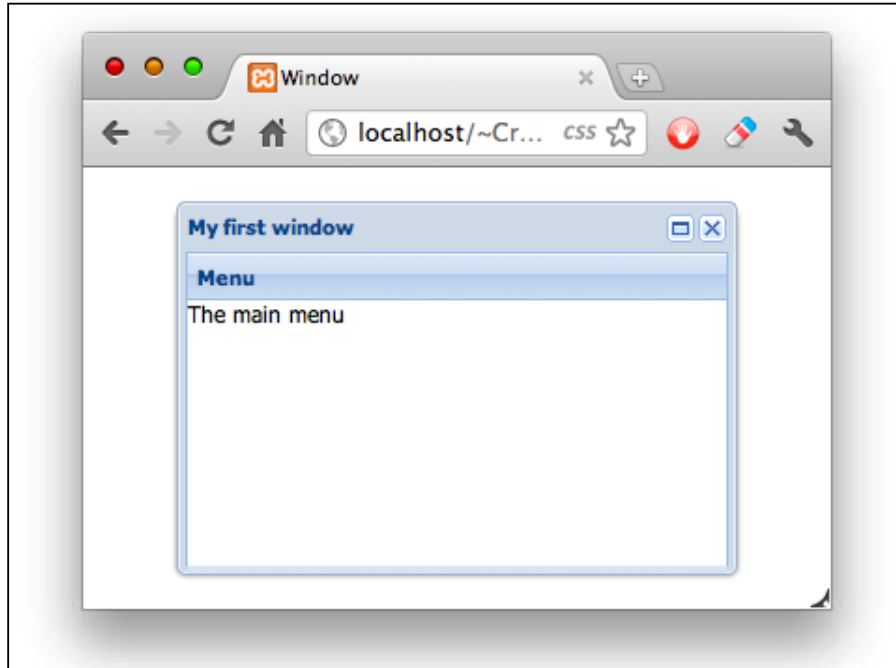 Window
localhost/~Cr... css
My first window
Menu
The main menu